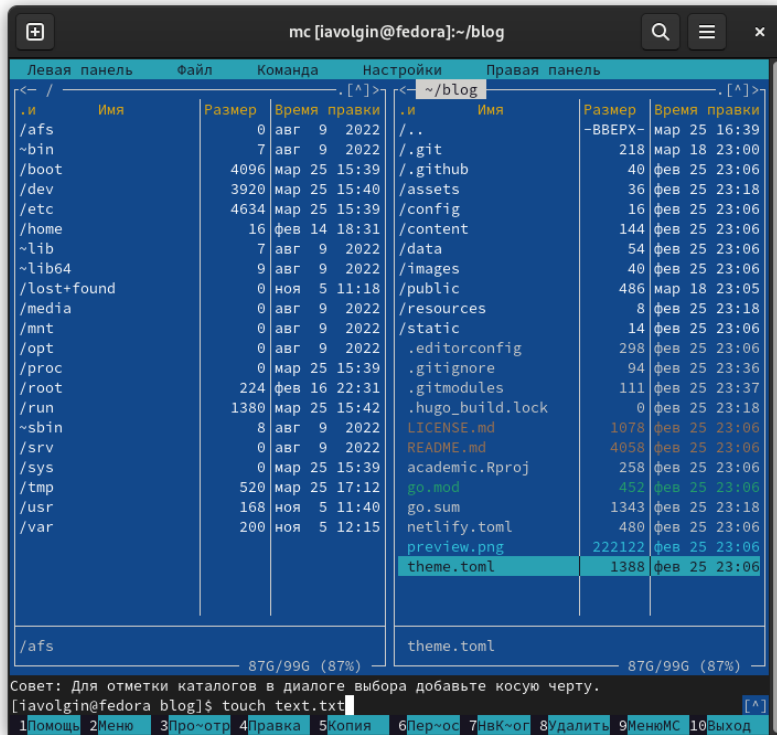 mc [iavolgin@fedora]:~/blog
Левая панель Файл Команда Настройки Правая панель
<─ / .[^]>
.и Имя Размер Время правки
/afs 0 авг 9 2022
~bin 7 авг 9 2022
/boot 4096 мар 25 15:39
/dev 3920 мар 25 15:40
/etc 4634 мар 25 15:39
/home 16 фев 14 18:31
~lib 7 авг 9 2022
~lib64 9 авг 9 2022
/lost+found 0 ноя 5 11:18
/media 0 авг 9 2022
/mnt 0 авг 9 2022
/opt 0 авг 9 2022
/proc 0 мар 25 15:39
/root 224 фев 16 22:31
/run 1380 мар 25 15:42
~sbin 8 авг 9 2022
/srv 0 авг 9 2022
/sys 0 мар 25 15:39
/tmp 520 мар 25 17:12
/usr 168 ноя 5 11:40
/var 200 ноя 5 12:15
/afs
87G/99G (87%)
<─ ~/blog .[^]>
.и Имя Размер Время правки
/.. -ВВЕРХ- мар 25 16:39
/.git 218 мар 18 23:00
/.github 40 фев 25 23:06
/assets 36 фев 25 23:18
/config 16 фев 25 23:06
/content 144 фев 25 23:06
/data 54 фев 25 23:06
/images 40 фев 25 23:06
/public 486 мар 18 23:05
/resources 8 фев 25 23:18
/static 14 фев 25 23:06
.editorconfig 298 фев 25 23:06
.gitignore 94 фев 25 23:36
.gitmodules 111 фев 25 23:37
.hugo_build.lock 0 фев 25 23:18
LICENSE.md 1078 фев 25 23:06
README.md 4058 фев 25 23:06
academic.Rproj 258 фев 25 23:06
go.mod 452 фев 25 23:06
go.sum 1343 фев 25 23:18
netlify.toml 480 фев 25 23:06
preview.png 222122 фев 25 23:06
theme.toml 1388 фев 25 23:06
theme.toml
87G/99G (87%)
Совет: Для отметки каталогов в диалоге выбора добавьте косую черту.
[iavolgin@fedora blog]$ touch text.txt [^]
1Помощь 2Меню 3Про~отр 4Правка 5Копия 6Пер~ос 7НвК~ог 8Удалить 9МенюMC 10Выход